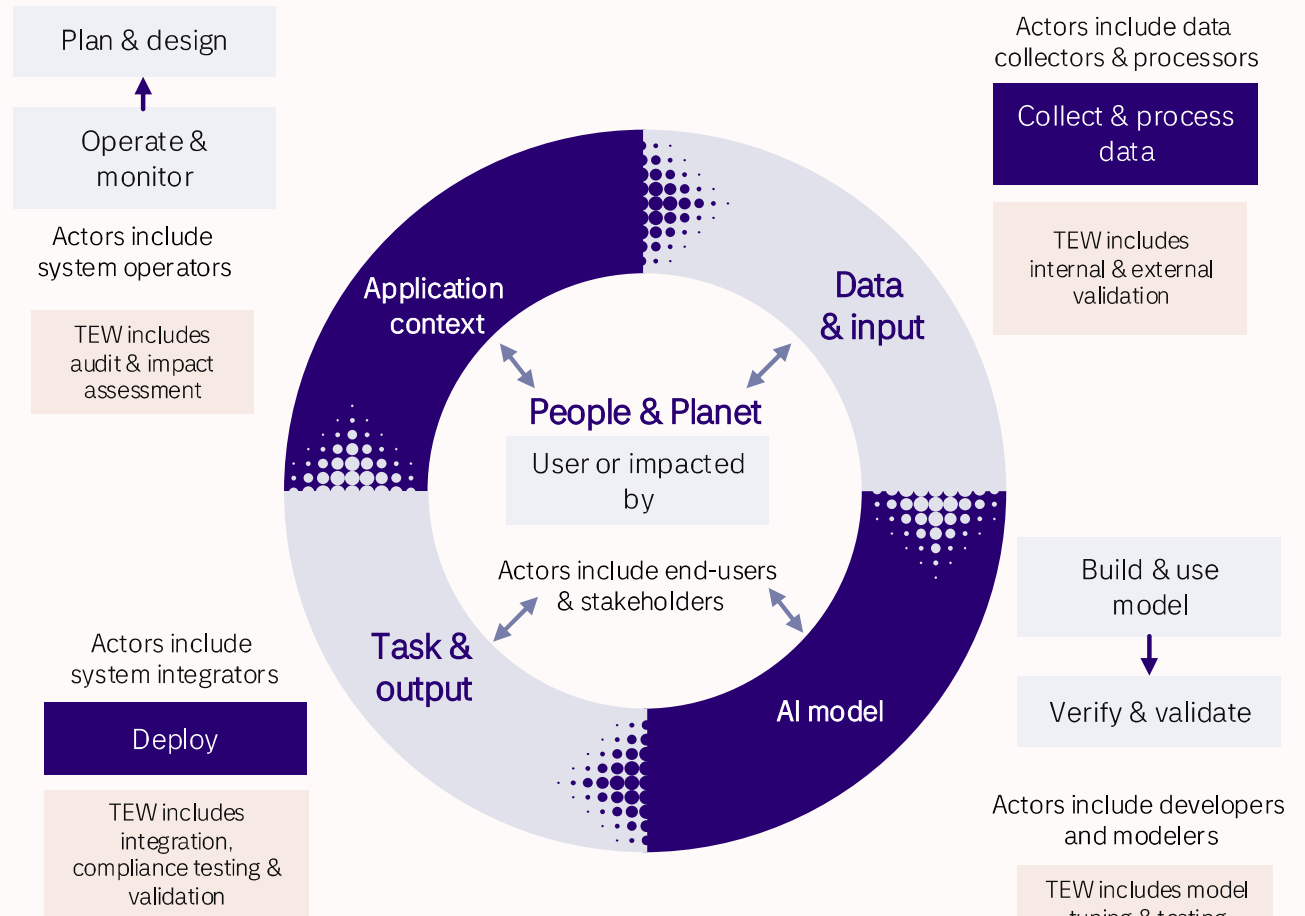 Plan & design
Operate &
monitor
Actors include
system operators
TEW includes
audit & impact
assessment
Actors include data
collectors & processors
Collect & process
data
TEW includes
internal & external
validation
Application
context
Data
& input
People & Planet
User or impacted
by
Actors include end-users
& stakeholders
Task &
output
AI model
Build & use
model
Verify & validate
Actors include developers
and modelers
TEW includes model
tuning & testing
Actors include
system integrators
Deploy
TEW includes
integration,
compliance testing &
validation